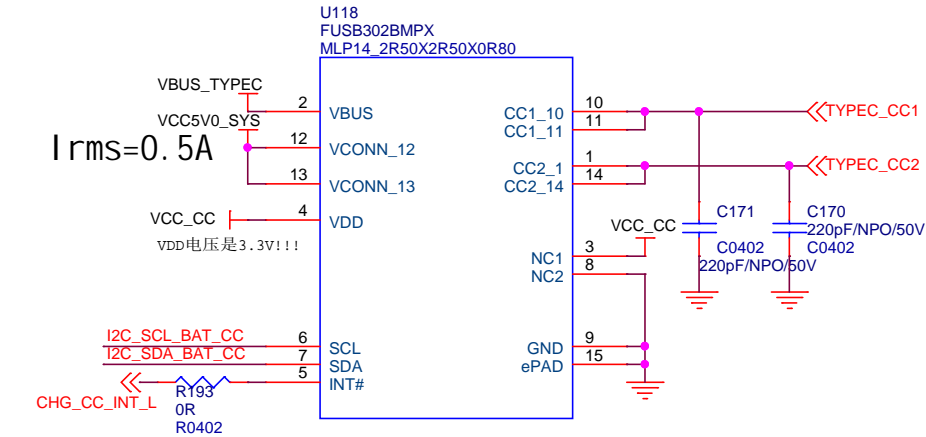 U118
FUSB302BMPX
MLP14_2R50X2R50X0R80
VBUS_TYPEC
2
VBUS
VCC5V0_SYS
Irms=0.5A
12
VCONN_12
13
VCONN_13
VCC_CC
4
VDD
VDD电压是3.3V!!!
I2C_SCL_BAT_CC
6
SCL
I2C_SDA_BAT_CC
7
SDA
5
INT#
CHG_CC_INT_L
R193
0R
R0402
CC1_10
10
TYPEC_CC1
CC1_11
11
CC2_1
1
TYPEC_CC2
CC2_14
14
VCC_CC
NC1
3
NC2
8
GND
9
ePAD
15
C171
C0402
220pF/NPO/50V
C170
220pF/NPO/50V
C0402